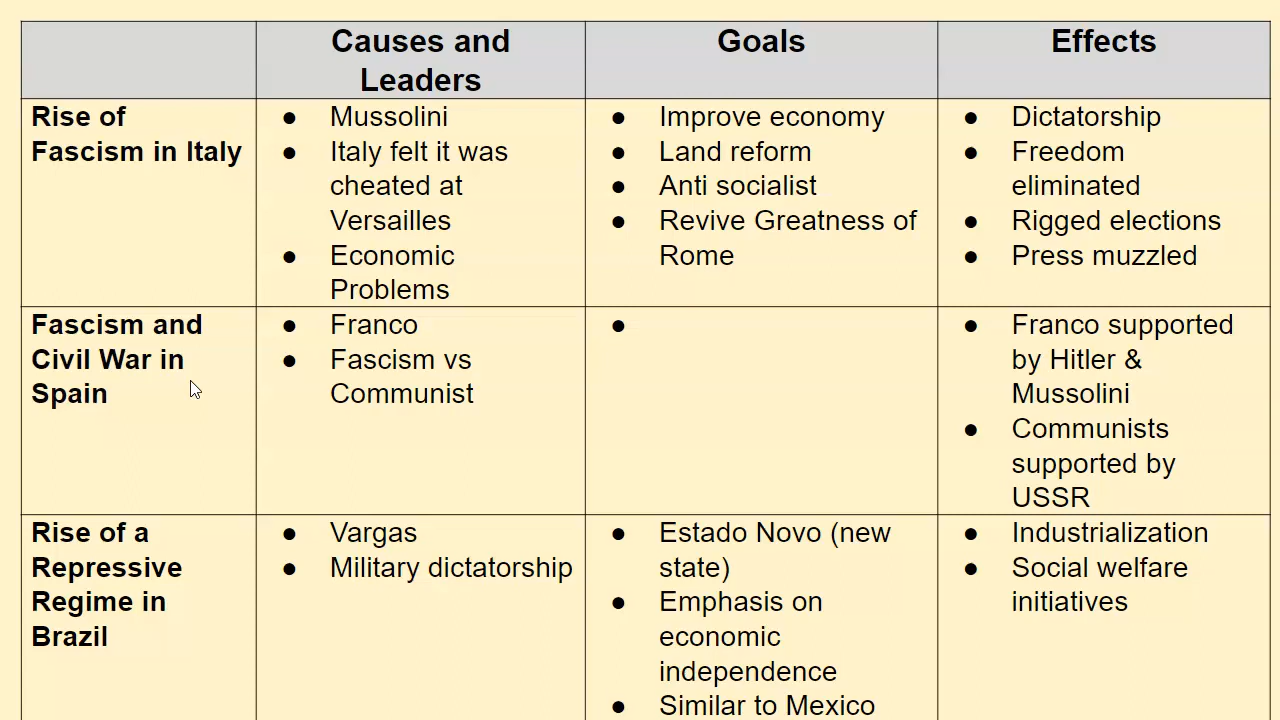 Causes and
Leaders
Goals
Effects
Rise of
Fascism in Italy
● Mussolini
● Italy felt it was
cheated at
Versailles
● Economic
Problems
● Improve economy
● Land reform
● Anti socialist
● Revive Greatness of
Rome
● Dictatorship
● Freedom
eliminated
● Rigged elections
● Press muzzled
Fascism and
Civil War in
Spain
● Franco
● Fascism vs
Communist
●
● Franco supported
by Hitler &
Mussolini
● Communists
supported by
USSR
Rise of a
Repressive
Regime in
Brazil
● Vargas
● Military dictatorship
● Estado Novo (new
state)
● Emphasis on
economic
independence
● Similar to Mexico
● Industrialization
● Social welfare
initiatives